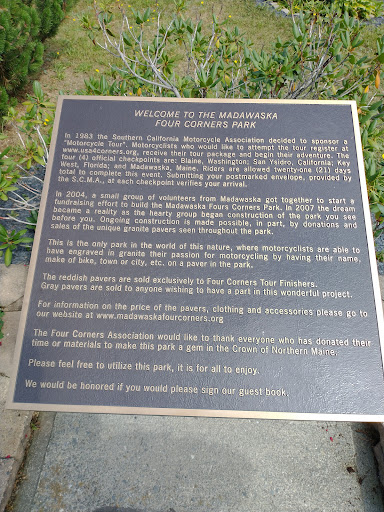 WELCOME TO THE MADAWASKA
FOUR CORNERS PARK
In 1983 the Southern California Motorcycle Association decided to sponsor a
"Motorcycle Tour". Motorcyclists who would like to attempt the tour register at
www.usa4corners.org, receive their tour package and begin their adventure. The
four (4) official checkpoints are: Blaine, Washington; San Ysidro, California; Key
West, Florida; and Madawaska, Maine. Riders are allowed twenty-one (21) days
total to complete this event. Submitting your postmarked envelope, provided by
the S.C.M.A., at each checkpoint verifies your arrival.
In 2004, a small group of volunteers from Madawaska got together to start a
fundraising effort to build the Madawaska Fours Corners Park. In 2007 the dream
became a reality as the hearty group began construction of the park you see
before you. Ongoing construction is made possible, in part, by donations and
sales of the unique granite pavers seen throughout the park.
This is the only park in the world of this nature, where motorcyclists are able to
have engraved in granite their passion for motorcycling by having their name,
make of bike, town or city, etc. on a paver in the park.
The reddish pavers are sold exclusively to Four Corners Tour Finishers.
Gray pavers are sold to anyone wishing to have a part in this wonderful project.
For information on the price of the pavers, clothing and accessories please go to
our website at www.madawaskafourcorners.org
The Four Corners Association would like to thank everyone who has donated their
time or materials to make this park a gem in the Crown of Northern Maine.
Please feel free to utilize this park, it is for all to enjoy.
We would be honored if you would please sign our guest book.